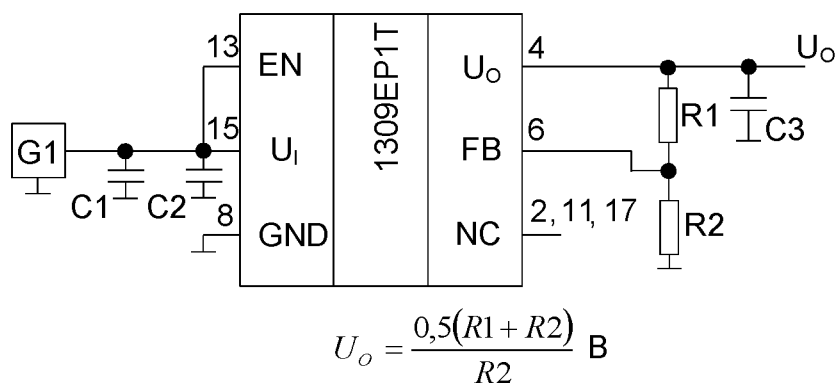 13 EN
15 U_I
8 GND
1309ЕР1Т
U_O 4
FB 6
NC 2, 11, 17
G1
C1
C2
R1
C3
R2
U_O
U_O = 0,5(R1 + R2) / R2 В